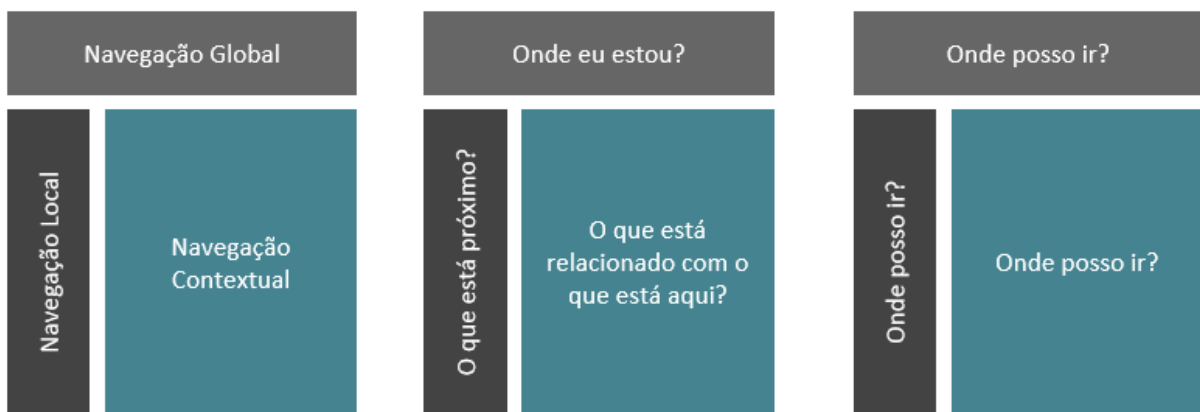 Navegação Global
Navegação Local
Navegação
Contextual
Onde eu estou?
O que está próximo?
O que está
relacionado com o
que está aqui?
Onde posso ir?
Onde posso ir?
Onde posso ir?